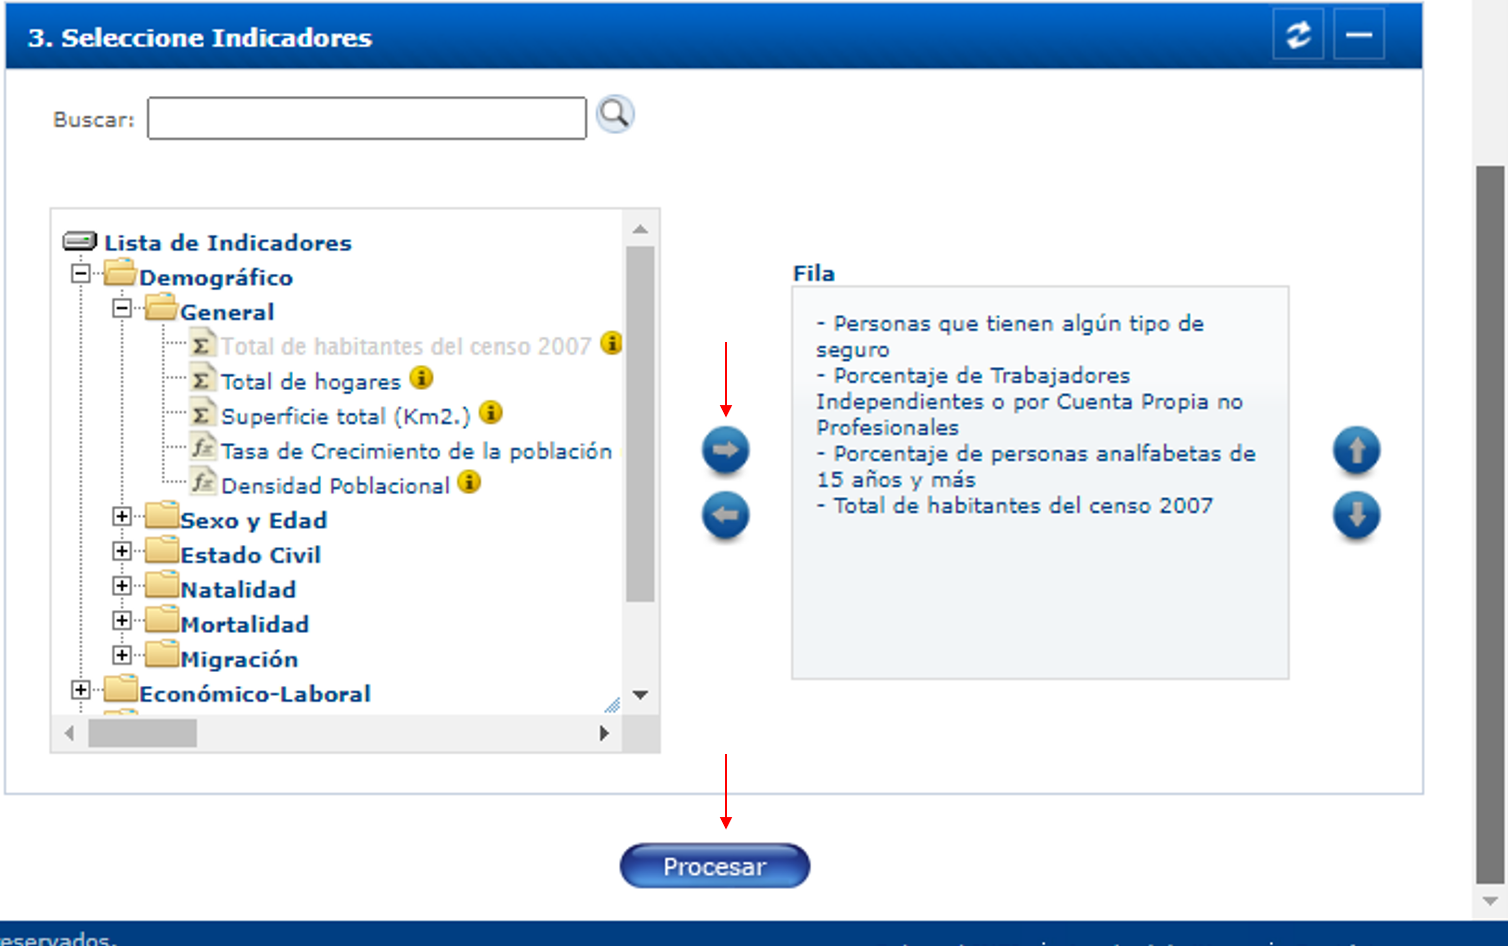 3. Seleccione Indicadores
Buscar:
Lista de Indicadores
Demográfico
General
Total de habitantes del censo 2007
Total de hogares
Superficie total (Km2.)
Tasa de Crecimiento de la población
Densidad Poblacional
Sexo y Edad
Estado Civil
Natalidad
Mortalidad
Migración
Económico-Laboral
Fila
- Personas que tienen algún tipo de
seguro
- Porcentaje de Trabajadores
Independientes o por Cuenta Propia no
Profesionales
- Porcentaje de personas analfabetas de
15 años y más
- Total de habitantes del censo 2007
Procesar
eservados.